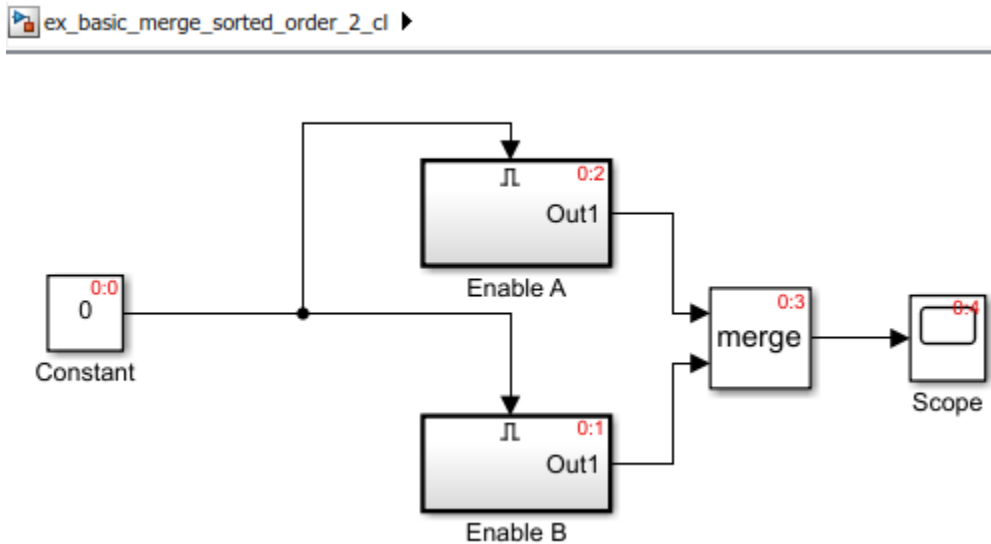 ex_basic_merge_sorted_order_2_cl
0:2
Out1
Enable A
0:0
0
Constant
0:3
merge
0:4
Scope
0:1
Out1
Enable B